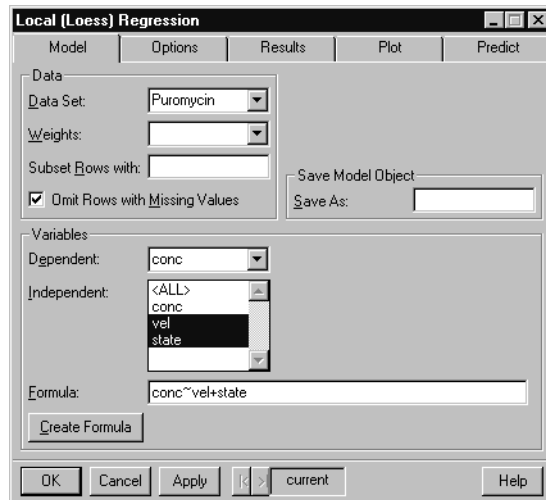 Local (Loess) Regression
Model Options Results Plot Predict
Data
Data Set: Puromycin
Weights:
Subset Rows with:
Omit Rows with Missing Values
Save Model Object
Save As:
Variables
Dependent: conc
Independent: <ALL>
conc
vel
state
Formula: conc~vel+state
Create Formula
OK Cancel Apply current Help